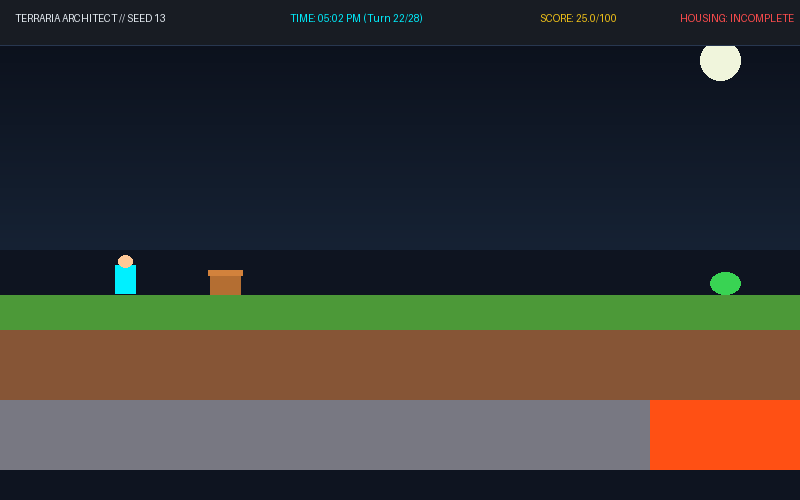 TERRARIA ARCHITECT // SEED 13
TIME: 05:02 PM (Turn 22/28)
SCORE: 25.0/100
HOUSING: INCOMPLETE